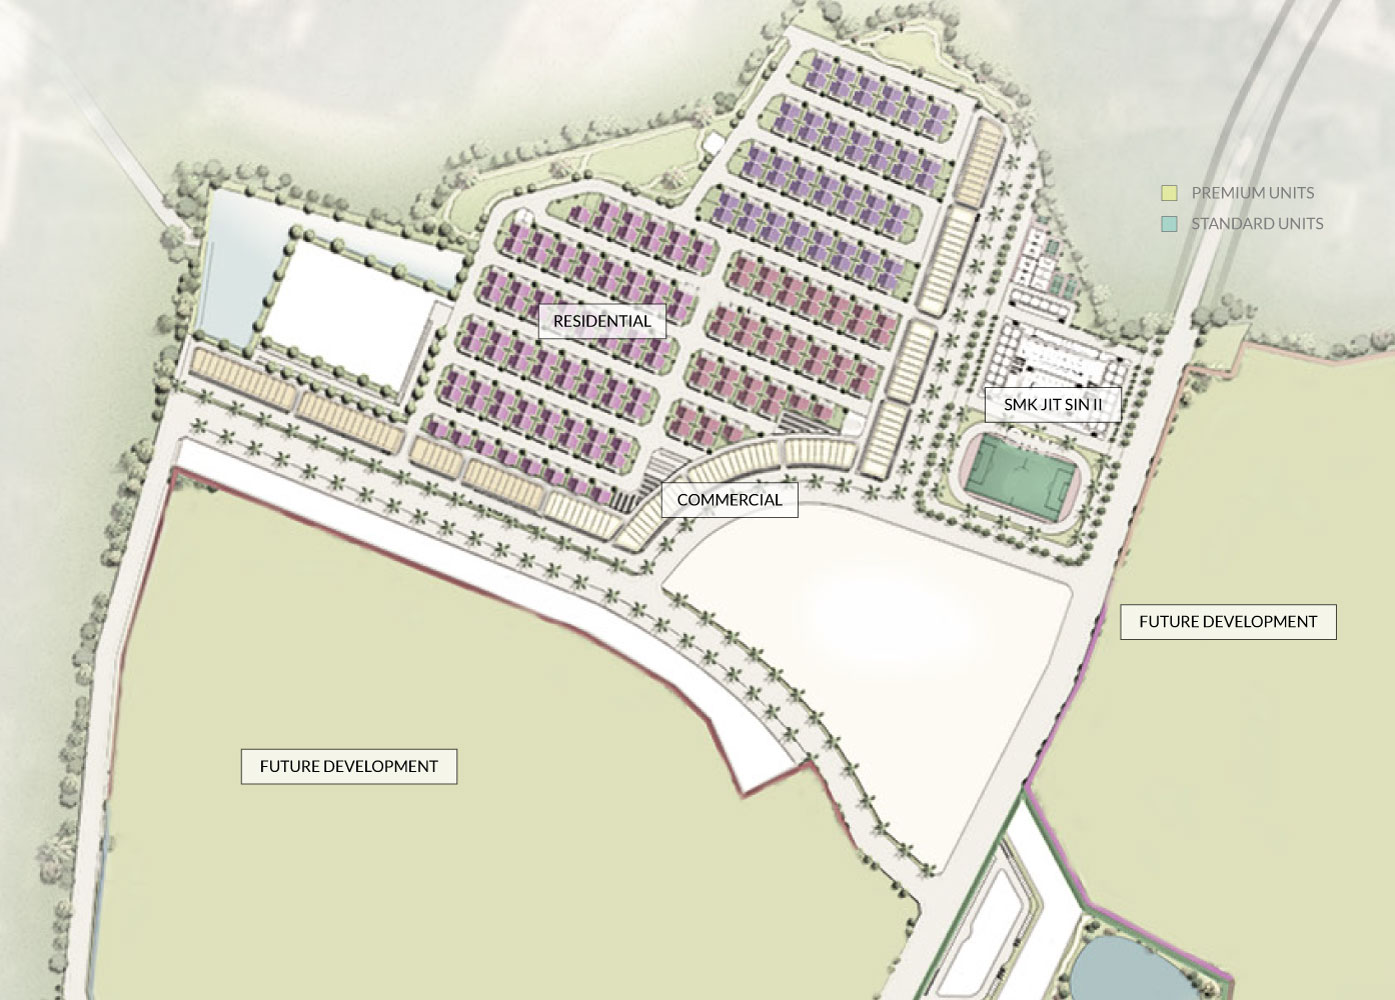 PREMIUM UNITS
STANDARD UNITS
RESIDENTIAL
SMK JIT SIN II
COMMERCIAL
FUTURE DEVELOPMENT
FUTURE DEVELOPMENT